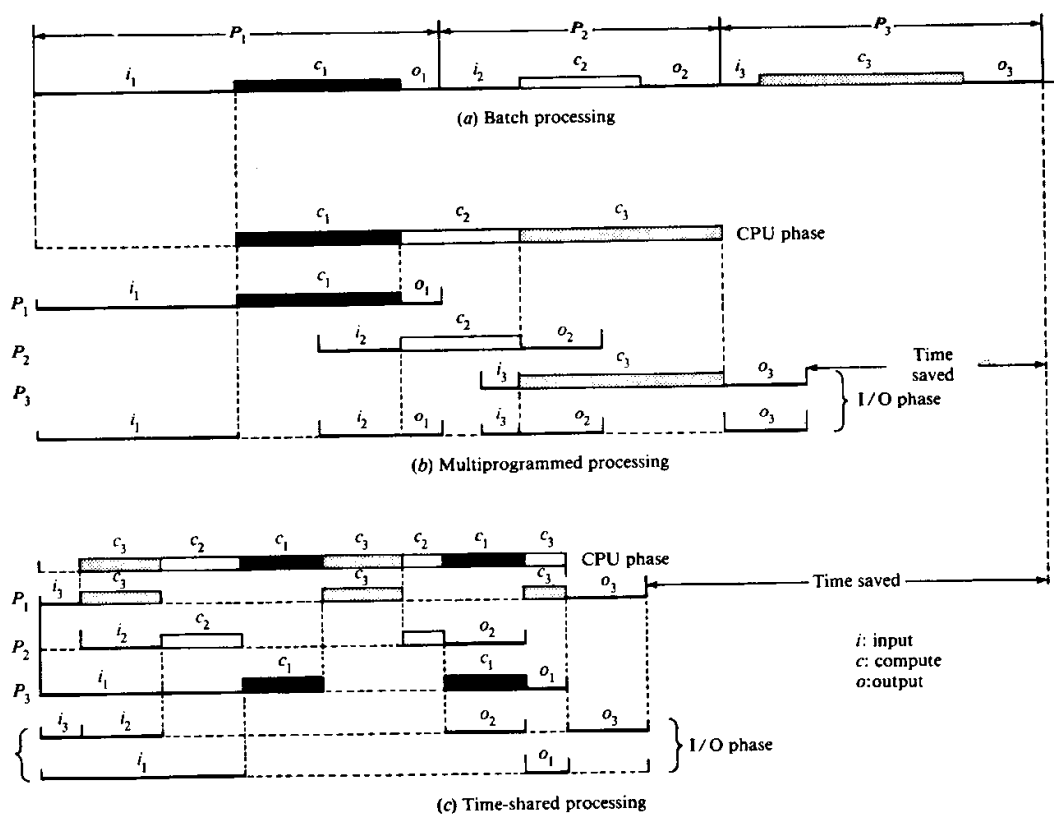 P₁ P₂ P₃
i₁ c₁ o₁ i₂ c₂ o₂ i₃ c₃ o₃
(a) Batch processing
c₁ c₂ c₃
CPU phase
P₁ i₁ c₁ o₁
P₂ i₂ c₂ o₂
P₃ i₃ c₃ o₃
Time saved
I/O phase
i₁ i₂ o₁ i₃ o₂ o₃
(b) Multiprogrammed processing
c₃ c₂ c₁ c₃ c₂ c₁ c₃
CPU phase
P₁ i₃ c₃ c₃ c₃ o₃
Time saved
P₂ i₂ c₂ o₂
P₃ i₁ c₁ c₁ o₁
i: input
c: compute
o:output
i₃ i₂ o₂ o₃
I/O phase
i₁ o₁
(c) Time-shared processing